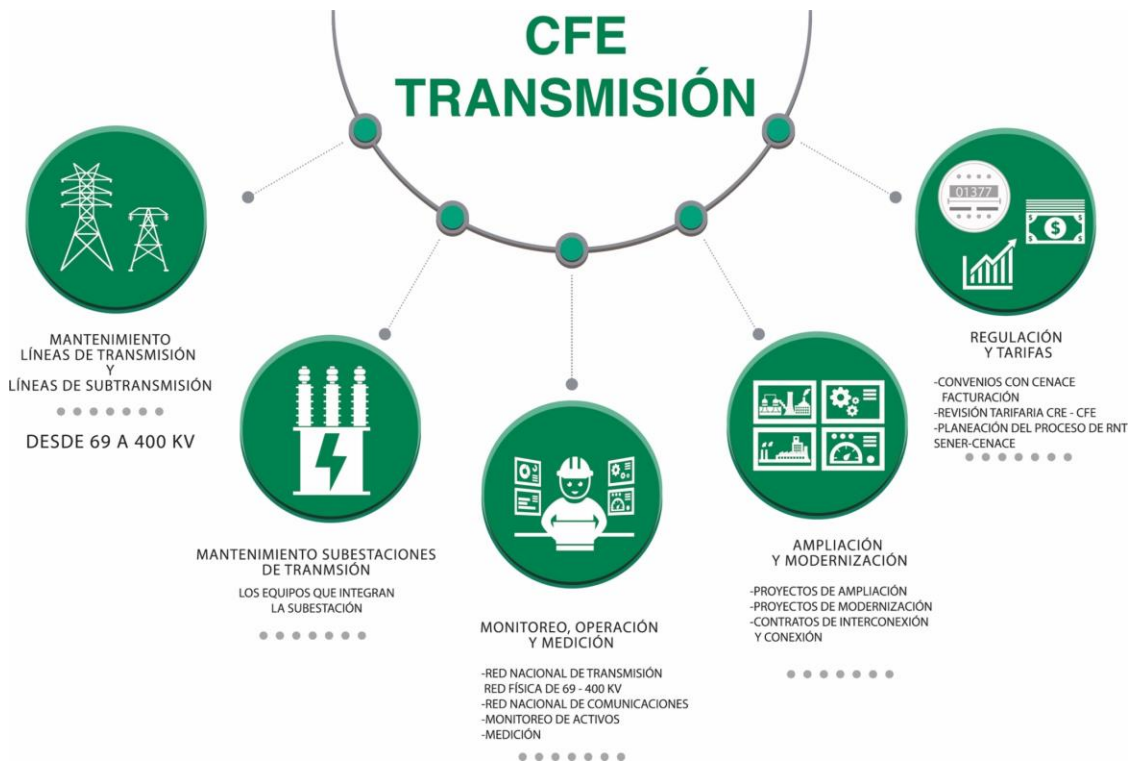 CFE
TRANSMISIÓN
MANTENIMIENTO
LÍNEAS DE TRANSMISIÓN
Y
LÍNEAS DE SUBTRANSMISIÓN
DESDE 69 A 400 KV
MANTENIMIENTO SUBESTACIONES
DE TRANMSIÓN
LOS EQUIPOS QUE INTEGRAN
LA SUBESTACIÓN
MONITOREO, OPERACIÓN
Y MEDICIÓN
-RED NACIONAL DE TRANSMISIÓN
RED FÍSICA DE 69 - 400 KV
-RED NACIONAL DE COMUNICACIONES
-MONITOREO DE ACTIVOS
-MEDICIÓN
AMPLIACIÓN
Y MODERNIZACIÓN
-PROYECTOS DE AMPLIACIÓN
-PROYECTOS DE MODERNIZACIÓN
-CONTRATOS DE INTERCONEXIÓN
Y CONEXIÓN
01377
$
REGULACIÓN
Y TARIFAS
-CONVENIOS CON CENACE
FACTURACIÓN
-REVISIÓN TARIFARIA CRE - CFE
-PLANEACIÓN DEL PROCESO DE RNT
SENER-CENACE